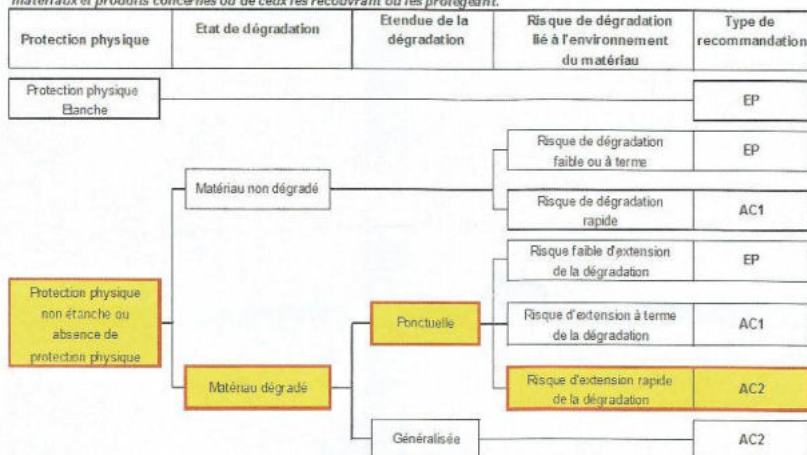 matériaux et produits concernés ou de ceux les recouvrant ou les protégeant.
Protection physique
Etat de dégradation
Etendue de la
dégradation
Risque de dégradation
lié à l'environnement
du matériau
Type de
recommandation
Protection physique
Etanche
EP
Matériau non dégradé
Risque de dégradation
faible ou à terme
EP
Risque de dégradation
rapide
AC1
Protection physique
non étanche ou
absence de
protection physique
Matériau dégradé
Ponctuelle
Risque faible d'extension
de la dégradation
EP
Risque d'extension à terme
de la dégradation
AC1
Risque d'extension rapide
de la dégradation
AC2
Généralisée
AC2